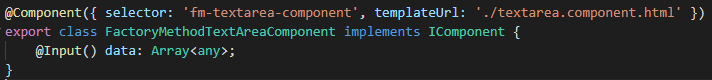 @Component({ selector: 'fm-textarea-component', templateUrl: './textarea.component.html' })
export class FactoryMethodTextAreaComponent implements IComponent {
    @Input() data: Array<any>;
}